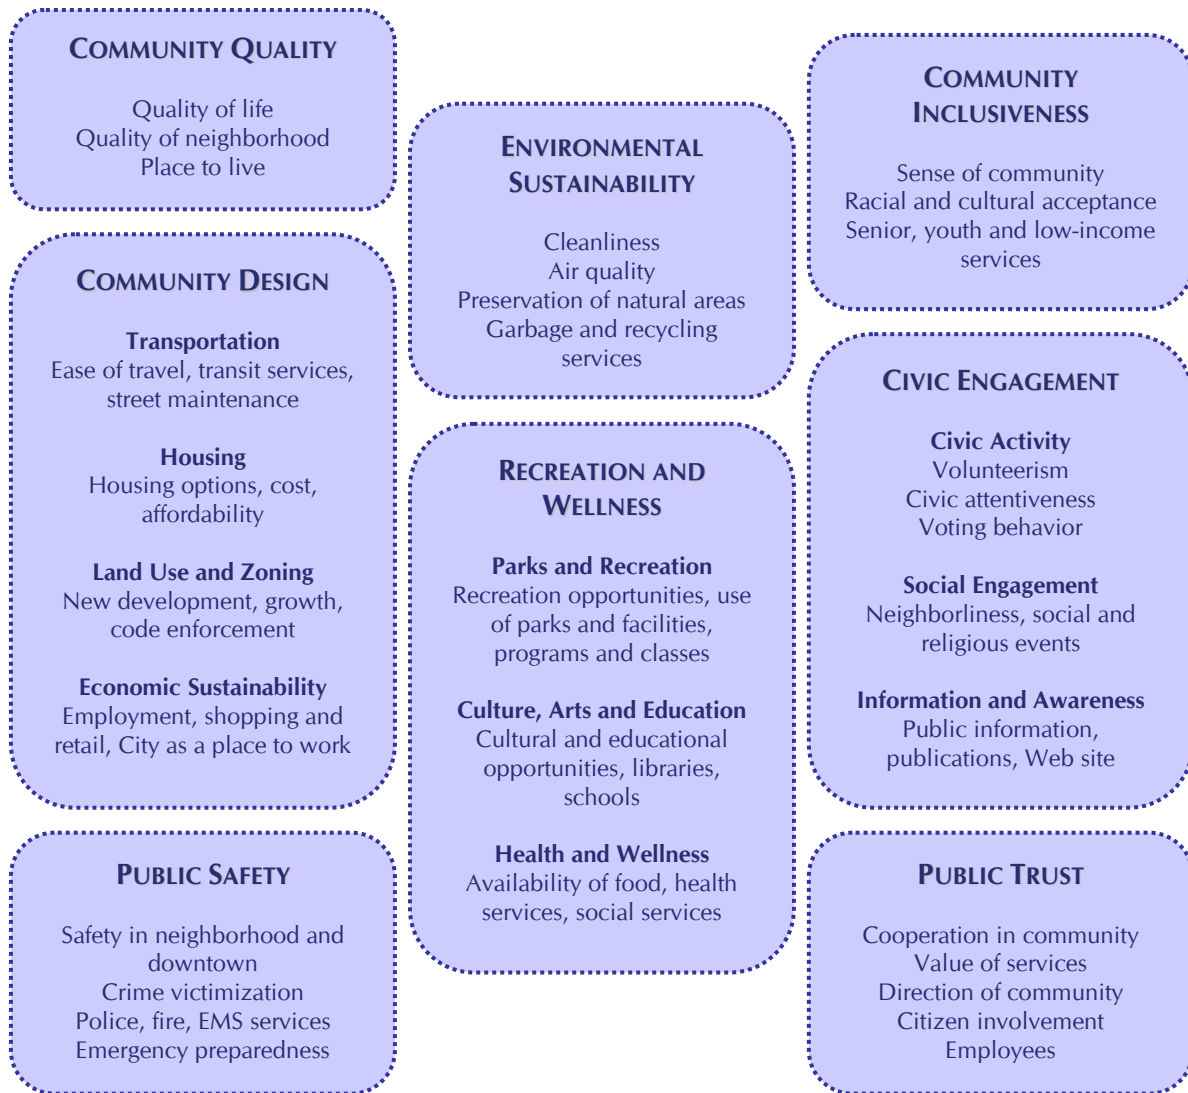 COMMUNITY QUALITY
Quality of life
Quality of neighborhood
Place to live
COMMUNITY DESIGN
Transportation
Ease of travel, transit services,
street maintenance
Housing
Housing options, cost,
affordability
Land Use and Zoning
New development, growth,
code enforcement
Economic Sustainability
Employment, shopping and
retail, City as a place to work
PUBLIC SAFETY
Safety in neighborhood and
downtown
Crime victimization
Police, fire, EMS services
Emergency preparedness
ENVIRONMENTAL
SUSTAINABILITY
Cleanliness
Air quality
Preservation of natural areas
Garbage and recycling
services
RECREATION AND
WELLNESS
Parks and Recreation
Recreation opportunities, use
of parks and facilities,
programs and classes
Culture, Arts and Education
Cultural and educational
opportunities, libraries,
schools
Health and Wellness
Availability of food, health
services, social services
COMMUNITY
INCLUSIVENESS
Sense of community
Racial and cultural acceptance
Senior, youth and low-income
services
CIVIC ENGAGEMENT
Civic Activity
Volunteerism
Civic attentiveness
Voting behavior
Social Engagement
Neighborliness, social and
religious events
Information and Awareness
Public information,
publications, Web site
PUBLIC TRUST
Cooperation in community
Value of services
Direction of community
Citizen involvement
Employees